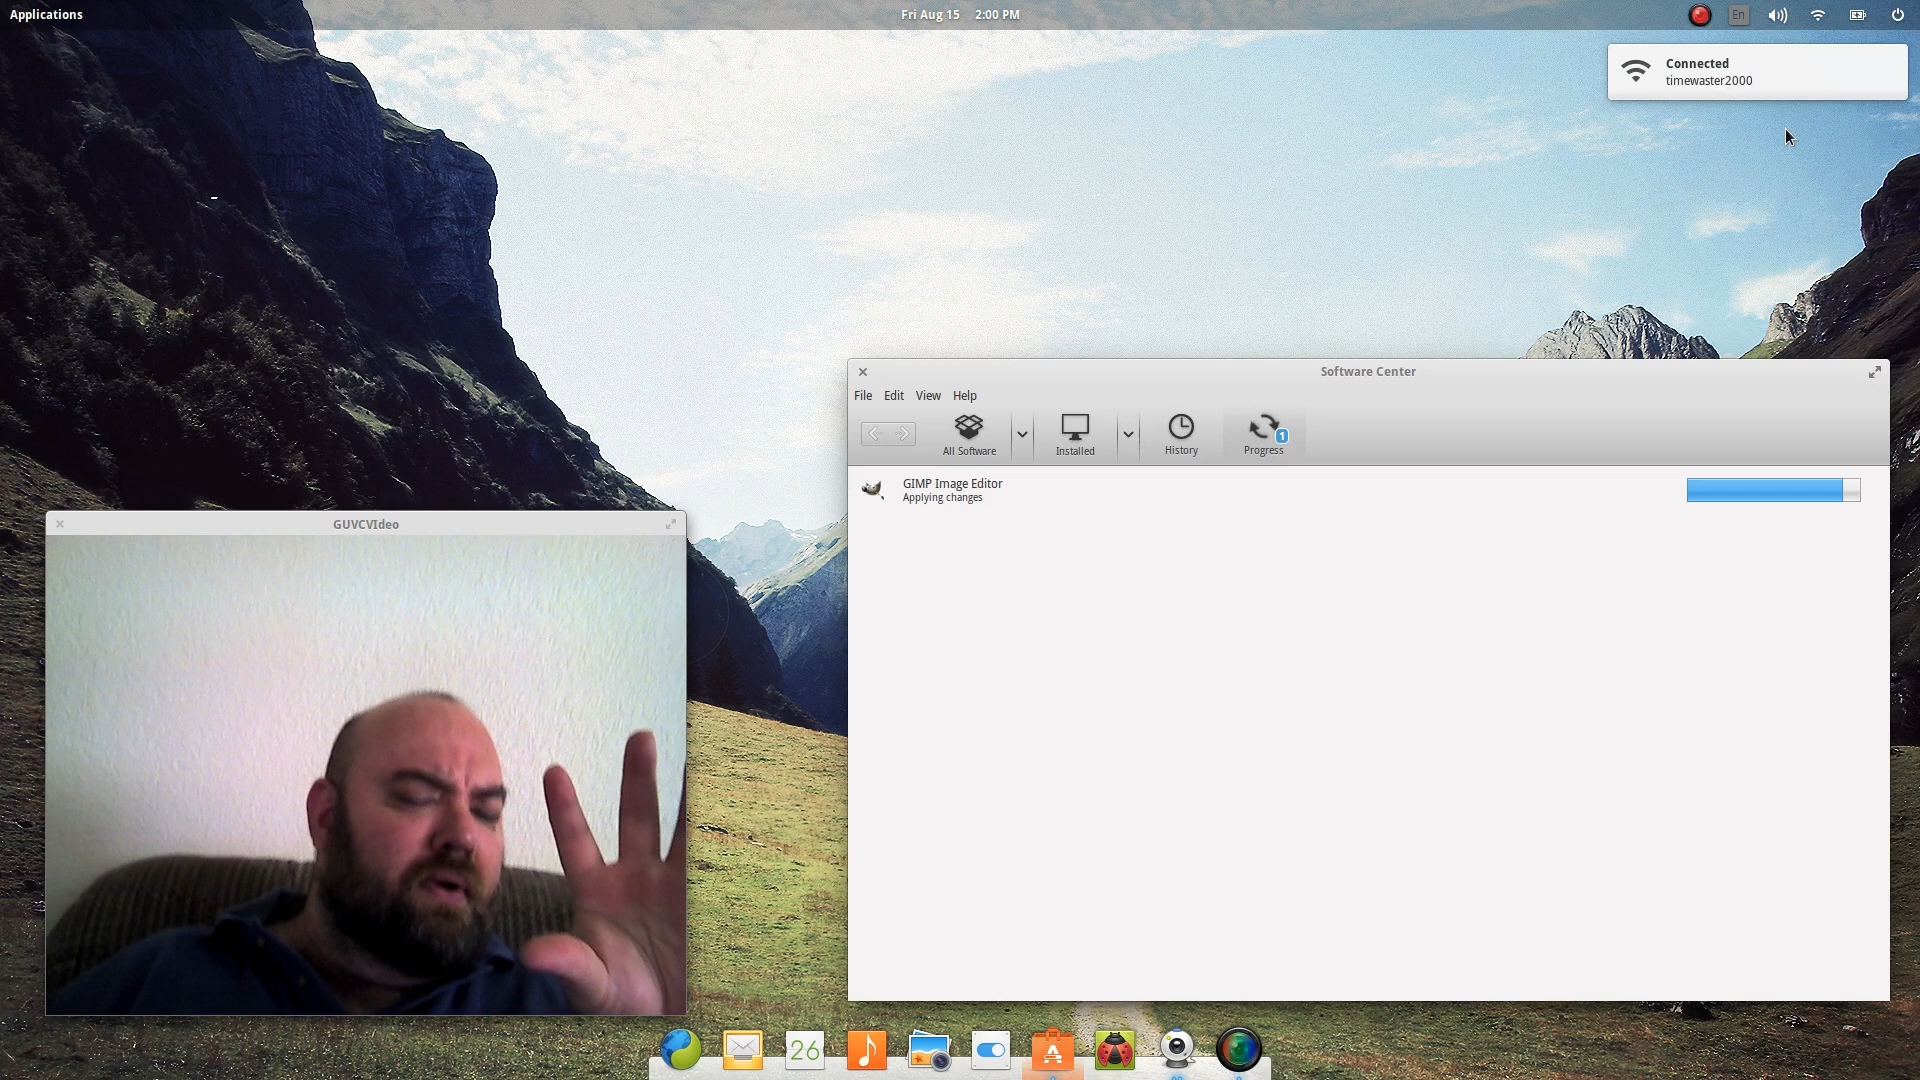 Applications
Fri Aug 15 2:00 PM
En
Connected
timewaster2000
Software Center
File Edit View Help
All Software
Installed
History
1
Progress
GIMP Image Editor
Applying changes
GUVCVIdeo
26
A